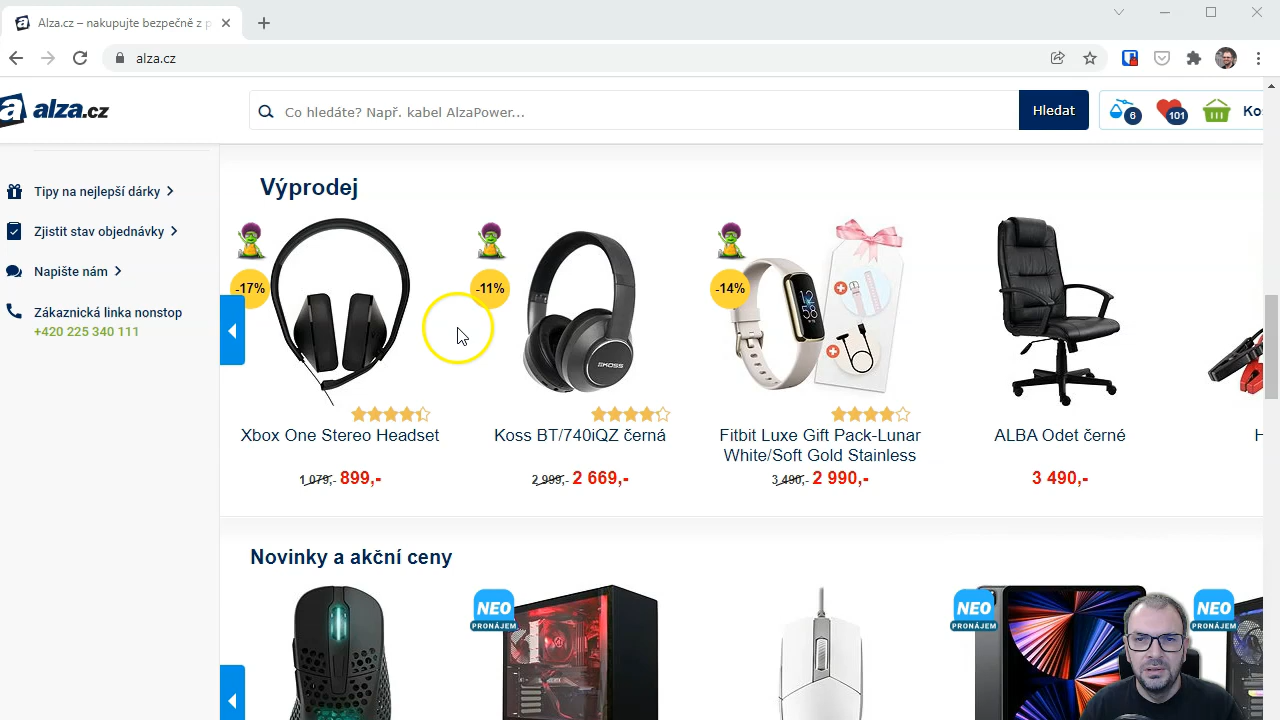 Alza.cz – nakupujte bezpečně z p
alza.cz
alza.cz
Co hledáte? Např. kabel AlzaPower...
Hledat
6
101
Tipy na nejlepší dárky
Zjistit stav objednávky
Napište nám
Zákaznická linka nonstop
+420 225 340 111
Výprodej
-17%
-11%
-14%
KOSS
Xbox One Stereo Headset
Koss BT/740iQZ černá
Fitbit Luxe Gift Pack-Lunar
White/Soft Gold Stainless
ALBA Odet černé
1 079,- 899,-
2 999,- 2 669,-
3 490,- 2 990,-
3 490,-
Novinky a akční ceny
NEO
PRONÁJEM
NEO
PRONÁJEM
NEO
PRONÁJEM